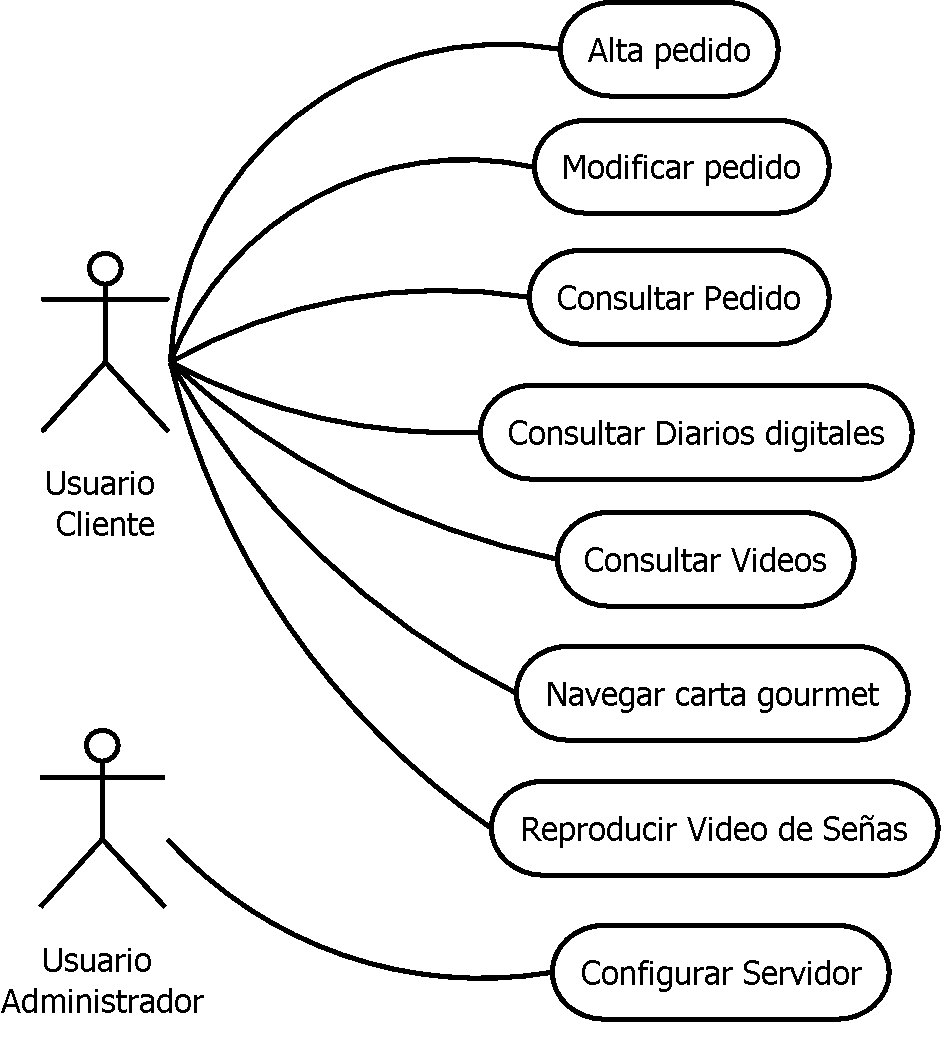 Alta pedido
Modificar pedido
Consultar Pedido
Consultar Diarios digitales
Usuario
Cliente
Consultar Videos
Navegar carta gourmet
Reproducir Video de Señas
Usuario
Administrador
Configurar Servidor